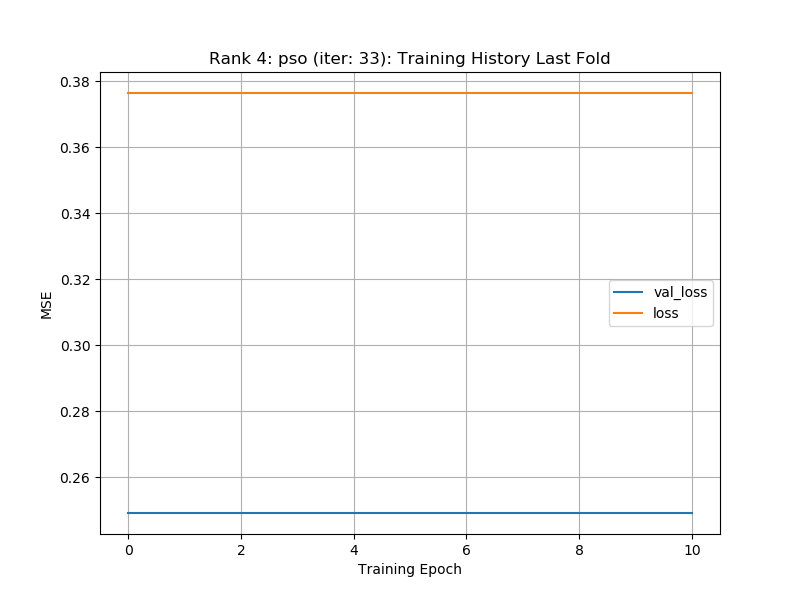 Rank 4: pso (iter: 33): Training History Last Fold
0.38
0.36
0.34
0.32
0.30
0.28
0.26
MSE
val_loss
loss
0 2 4 6 8 10
Training Epoch